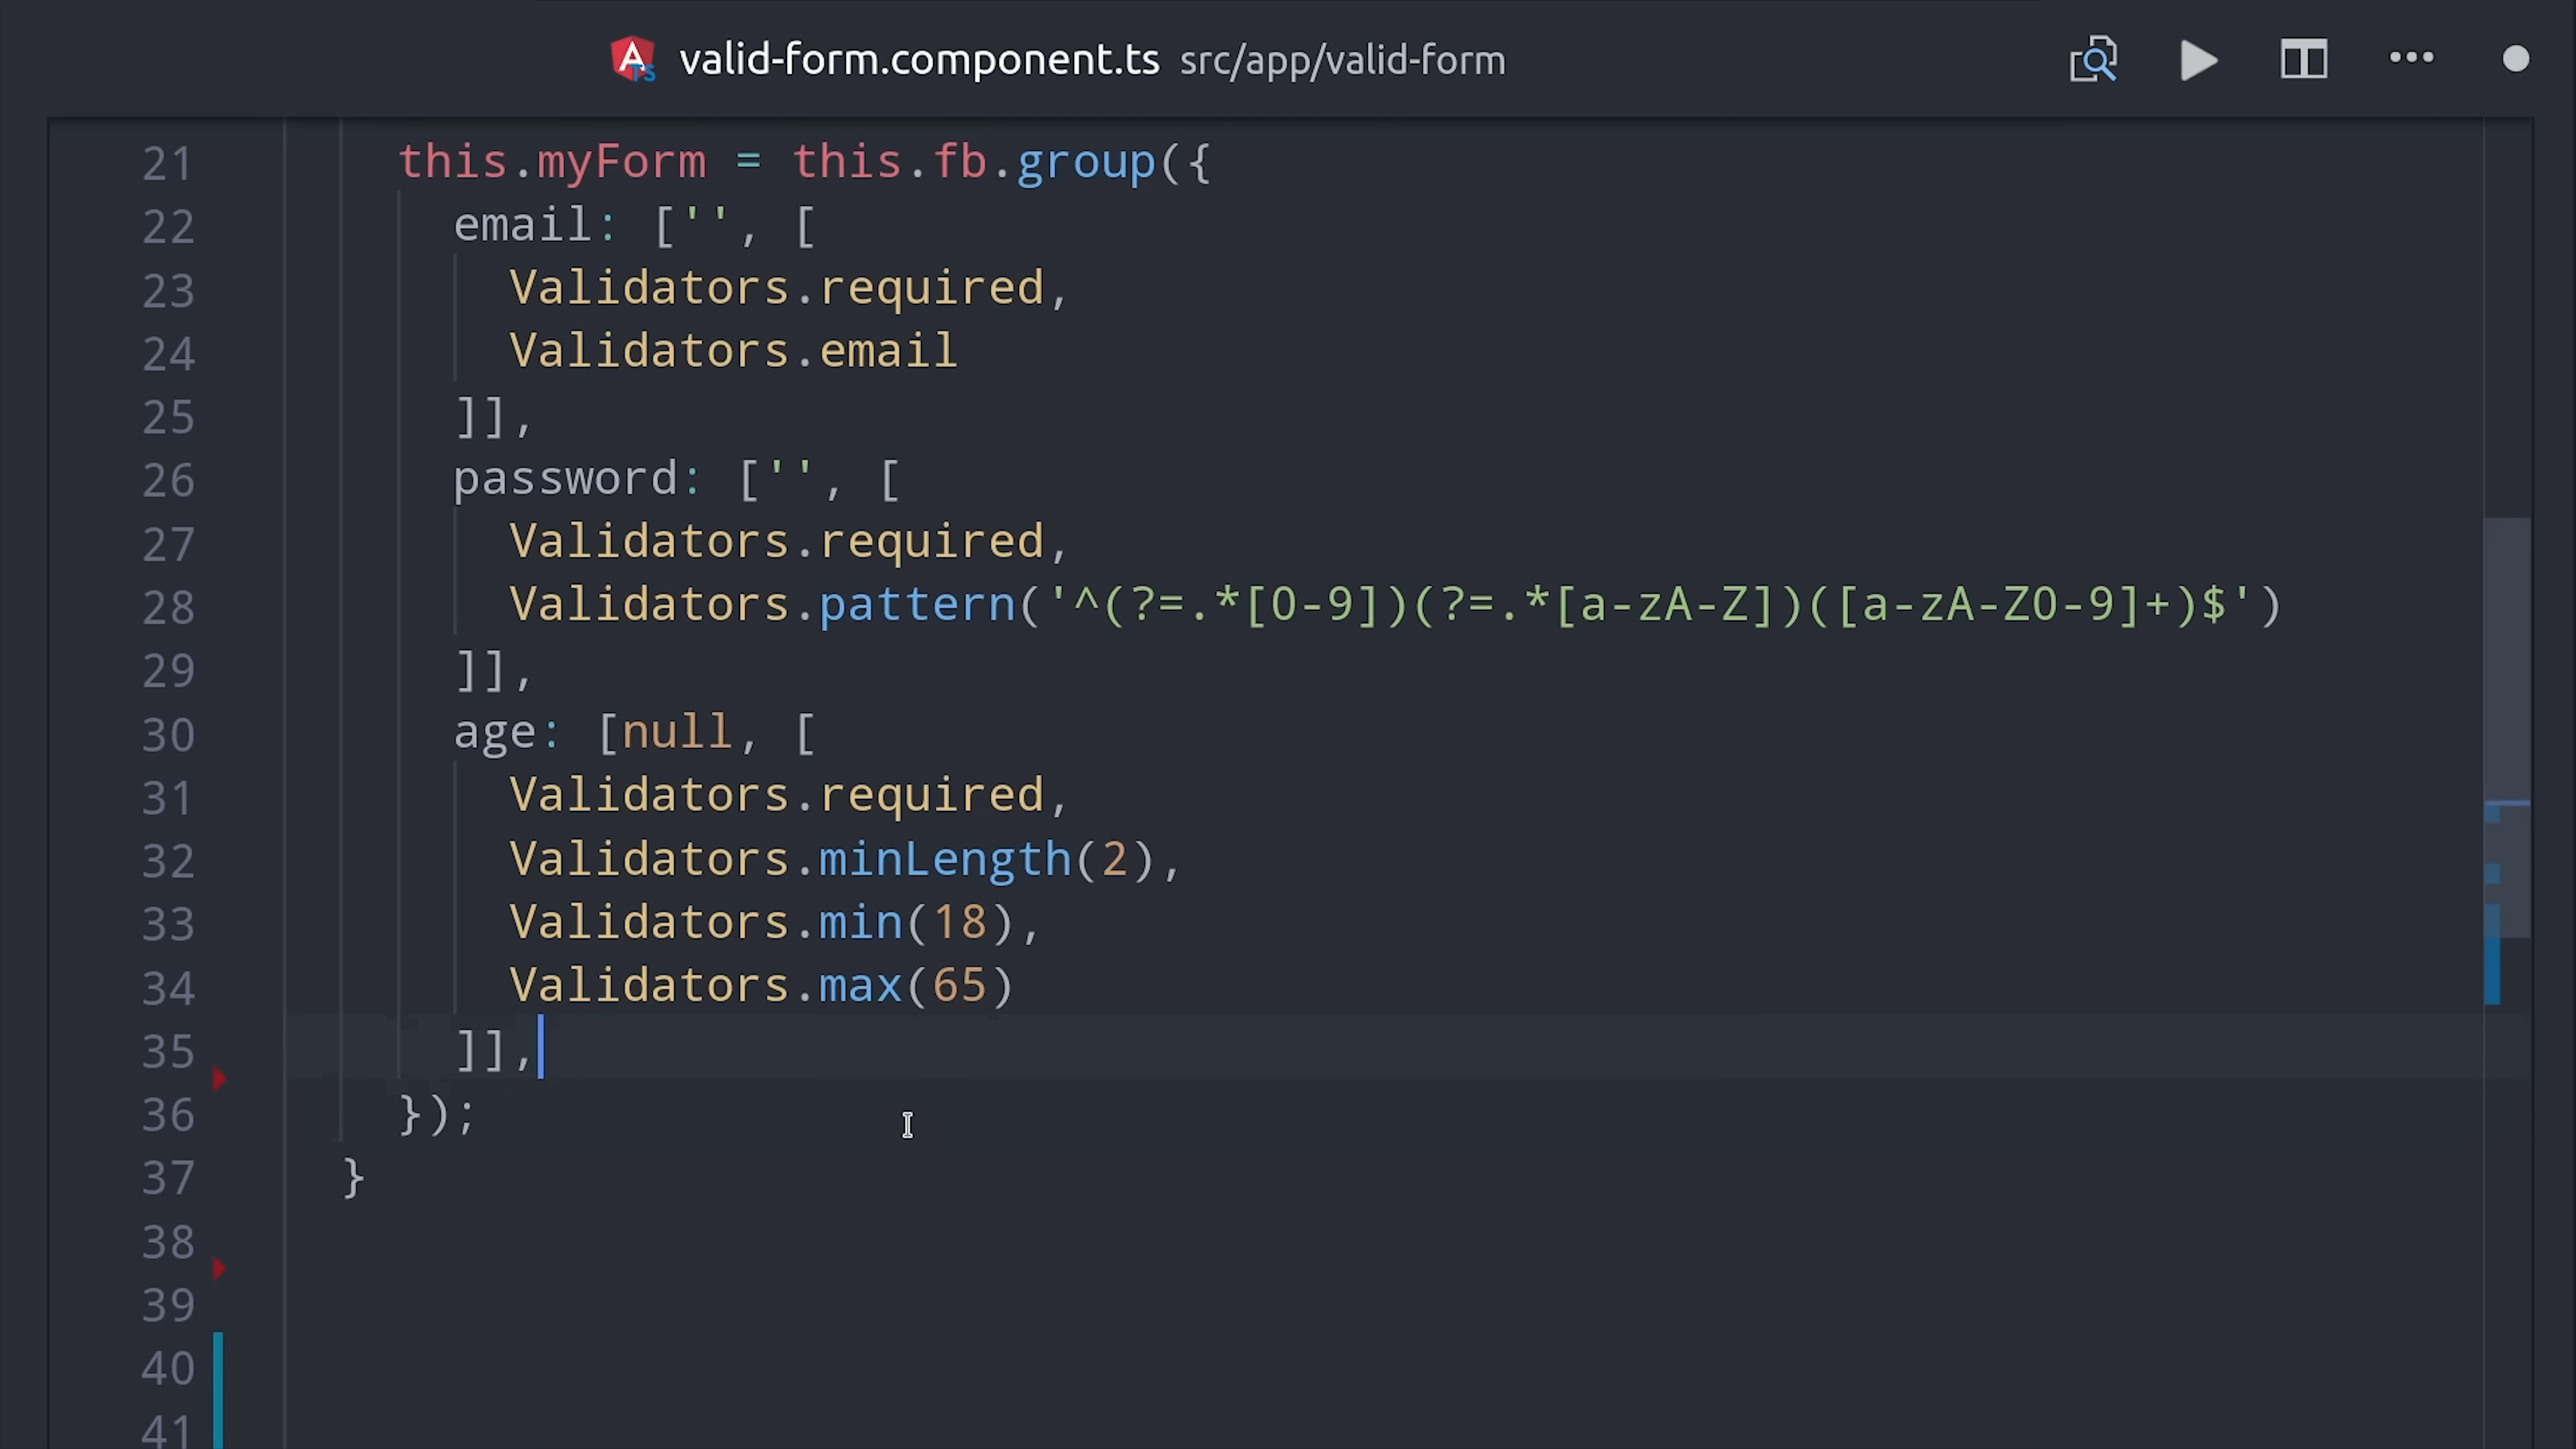 valid-form.component.ts src/app/valid-form
21 this.myForm = this.fb.group({
22 email: ['', [
23 Validators.required,
24 Validators.email
25 ]],
26 password: ['', [
27 Validators.required,
28 Validators.pattern('^(?=.*[0-9])(?=.*[a-zA-Z])([a-zA-Z0-9]+)$')
29 ]],
30 age: [null, [
31 Validators.required,
32 Validators.minLength(2),
33 Validators.min(18),
34 Validators.max(65)
35 ]],
36 });
37 }
38
39
40
41